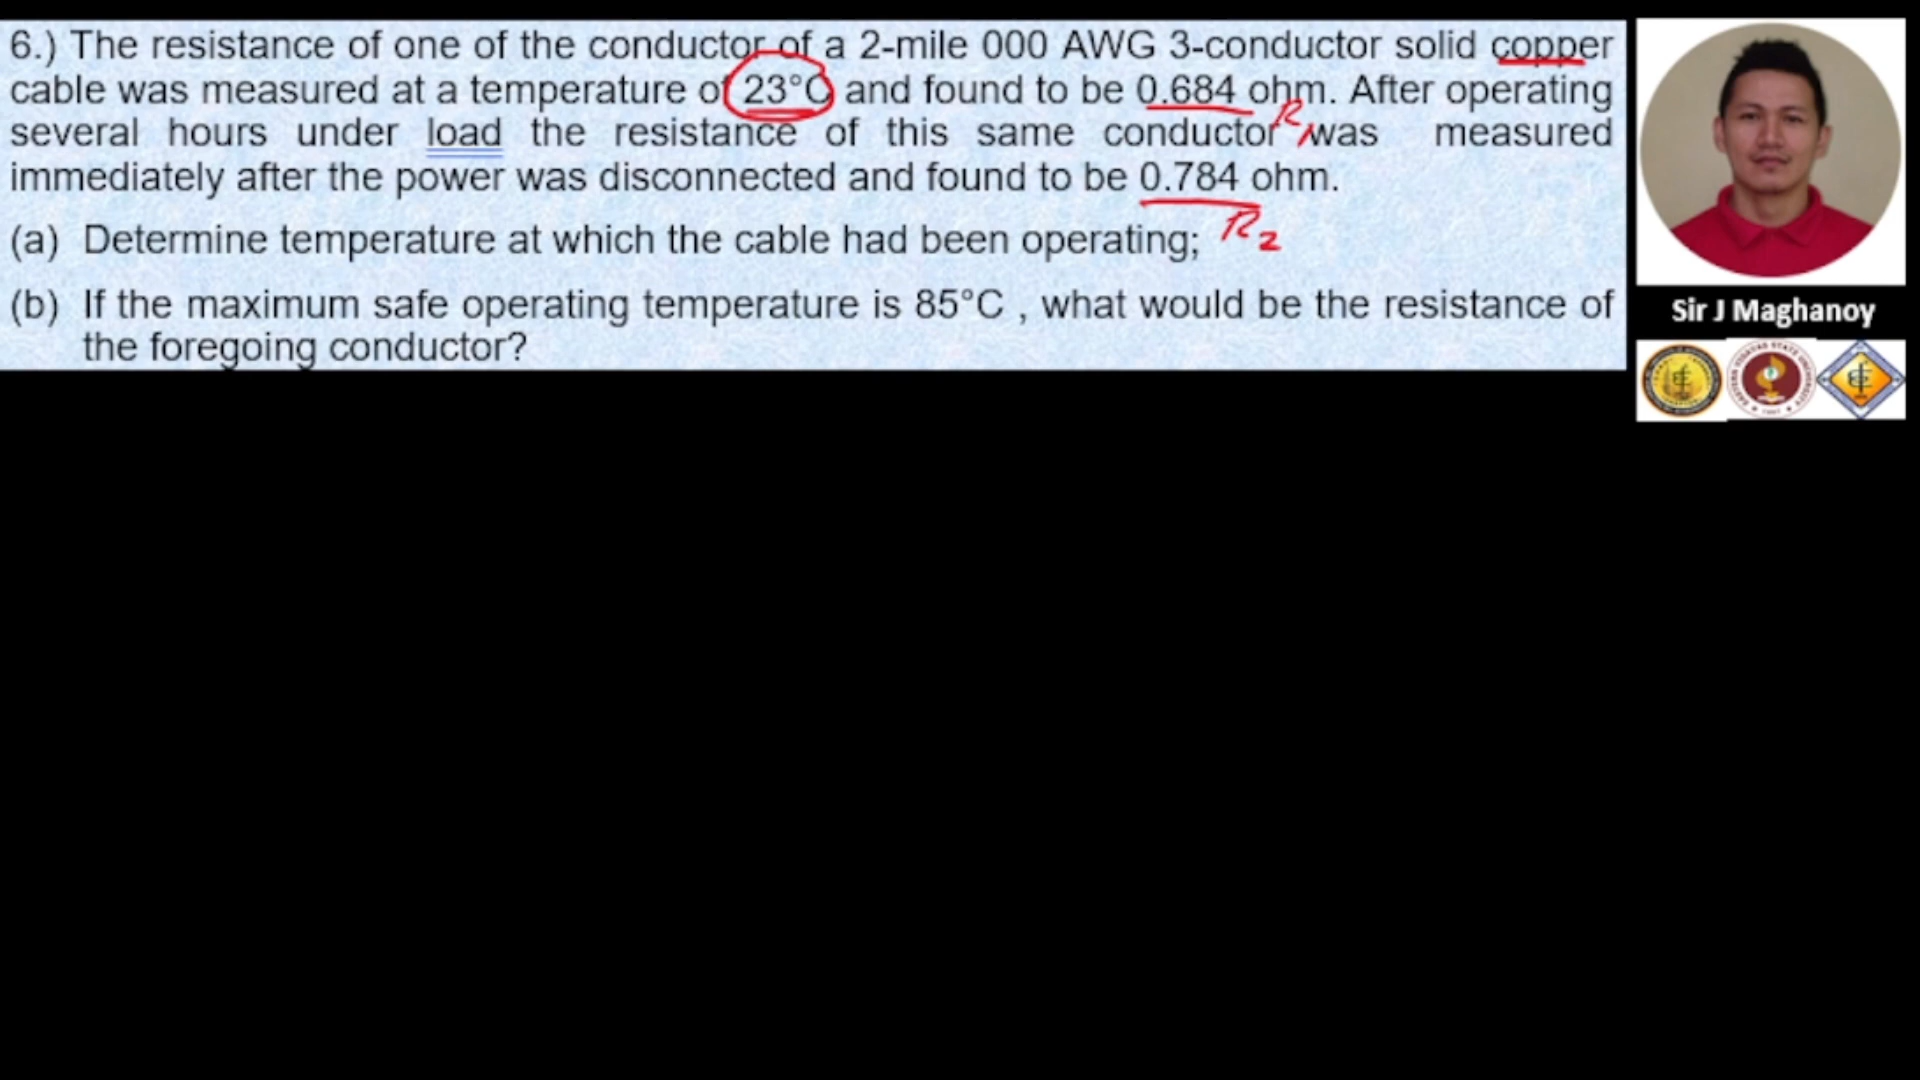 6.) The resistance of one of the conductor of a 2-mile 000 AWG 3-conductor solid copper
cable was measured at a temperature of 23°C and found to be 0.684 ohm. After operating
several hours under load the resistance of this same conductor was measured
R1
immediately after the power was disconnected and found to be 0.784 ohm.
R2
(a) Determine temperature at which the cable had been operating;
(b) If the maximum safe operating temperature is 85°C , what would be the resistance of
the foregoing conductor?
Sir J Maghanoy